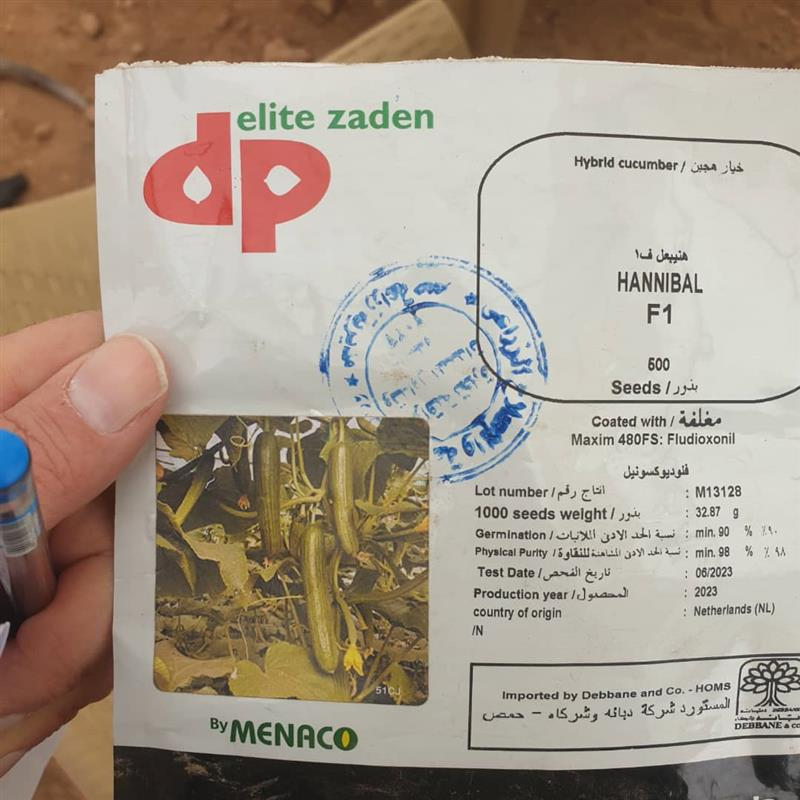 elite zaden
dp
Hybrid cucumber / خيار هجين
هنيبعل ف١
HANNIBAL
F1
500
Seeds / بذور
Coated with / مغلفة
Maxim 480FS: Fludioxonil
فلوديوكسونيل
Lot number / انتاج رقم : M13128
1000 seeds weight / بذور : 32.87 g
Germination / نسبة الحد الادنى للانبات : min. 90 % ٪٩٠
Physical Purity / نسبة الحد الادنى للنقاوة : min. 98 % ٪٩٨
Test Date / تاريخ الفحص : 06/2023
Production year / المحصول : 2023
country of origin : Netherlands (NL)
/N
51CJ
By MENACO
Imported by Debbane and Co. - HOMS
المستورد شركة دبانه وشركاه – حمص
DEBBANE & co